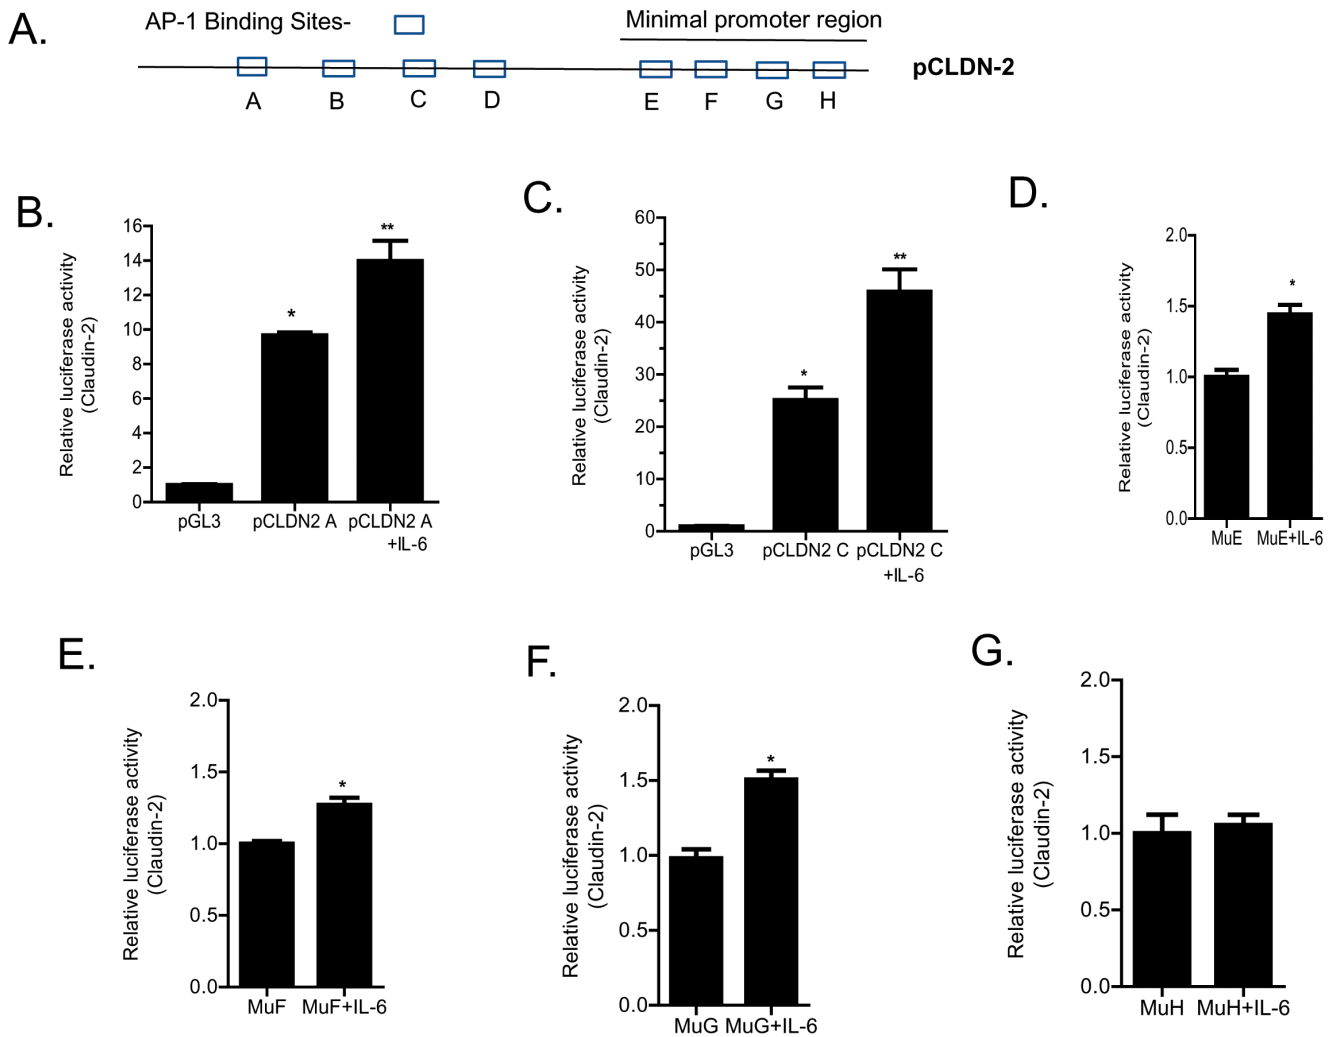 A.
AP-1 Binding Sites-
Minimal promoter region
pCLDN-2
A B C D E F G H
B.
Relative luciferase activity
(Claudin-2)
16
14
12
10
8
6
4
2
0
*
**
pGL3 pCLDN2 A pCLDN2 A
+IL-6
C.
Relative luciferase activity
(Claudin-2)
60
50
40
30
20
10
0
*
**
pGL3 pCLDN2 C pCLDN2 C
+IL-6
D.
Relative luciferase activity
(Claudin-2)
2.0
1.5
1.0
0.5
0.0
*
MuE MuE+IL-6
E.
Relative luciferase activity
(Claudin-2)
2.0
1.5
1.0
0.5
0.0
*
MuF MuF+IL-6
F.
Relative luciferase activity
(Claudin-2)
2.0
1.5
1.0
0.5
0.0
*
MuG MuG+IL-6
G.
Relative luciferase activity
(Claudin-2)
2.0
1.5
1.0
0.5
0.0
MuH MuH+IL-6